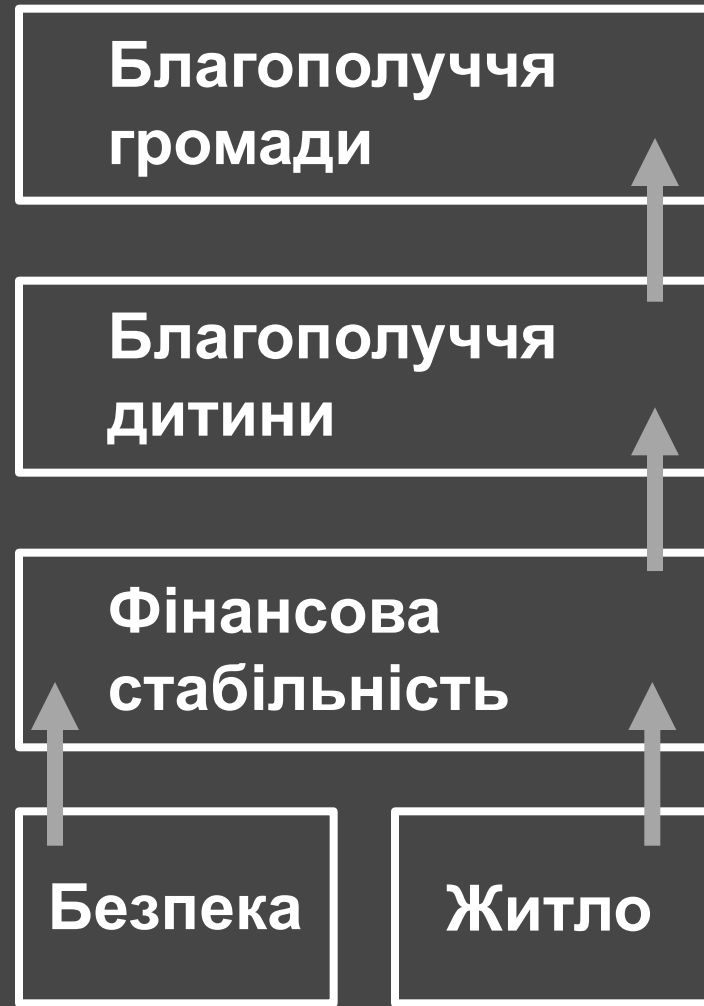 Благополуччя
громади
Благополуччя
дитини
Фінансова
стабільність
Безпека
Житло